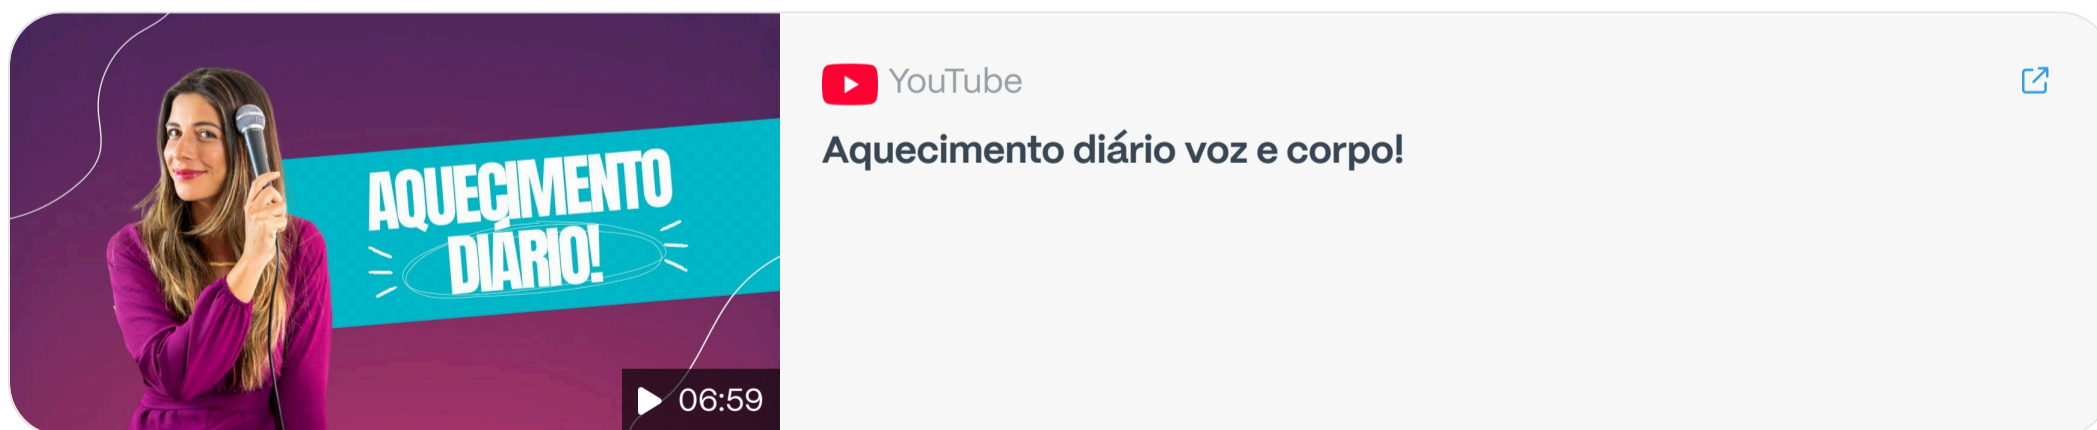 AQUECIMENTO
DIÁRIO!
06:59
YouTube
Aquecimento diário voz e corpo!